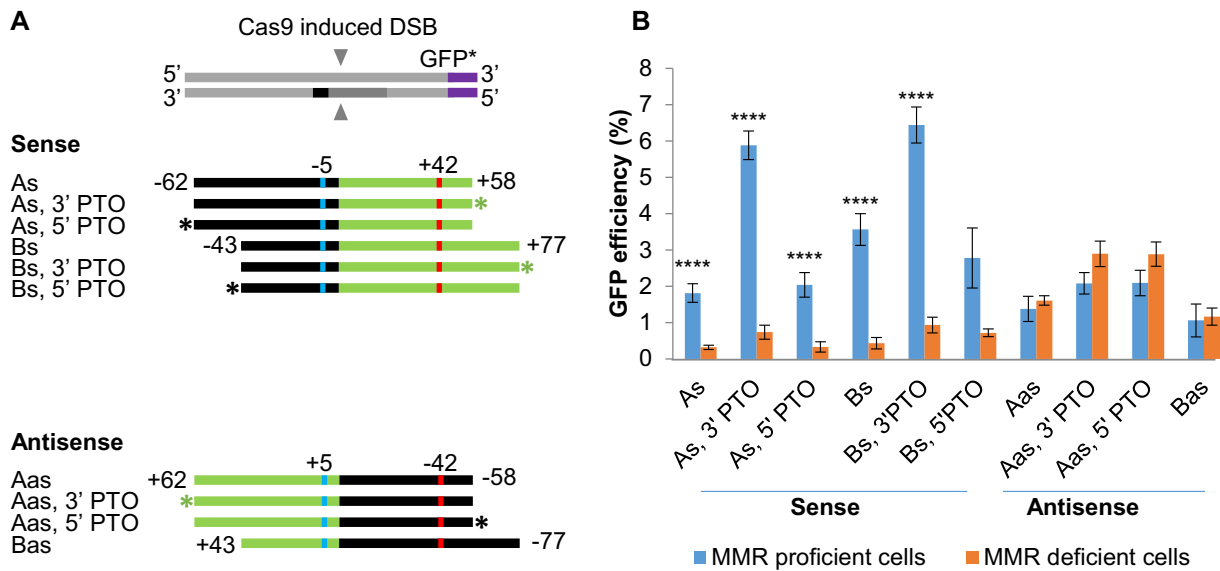 A
Cas9 induced DSB
GFP*
5’ 3’
3’ 5’
Sense
-5 +42
As -62 +58
As, 3’ PTO *
As, 5’ PTO *
Bs -43 +77
Bs, 3’ PTO *
Bs, 5’ PTO *
Antisense
+5 -42
Aas +62 -58
Aas, 3’ PTO *
Aas, 5’ PTO *
Bas +43 -77
B
GFP efficiency (%)
8
7
6
5
4
3
2
1
0
****
****
****
****
****
As
As, 3’ PTO
As, 5’ PTO
Bs
Bs, 3’PTO
Bs, 5’PTO
Aas
Aas, 3’ PTO
Aas, 5’ PTO
Bas
Sense Antisense
MMR proficient cells MMR deficient cells